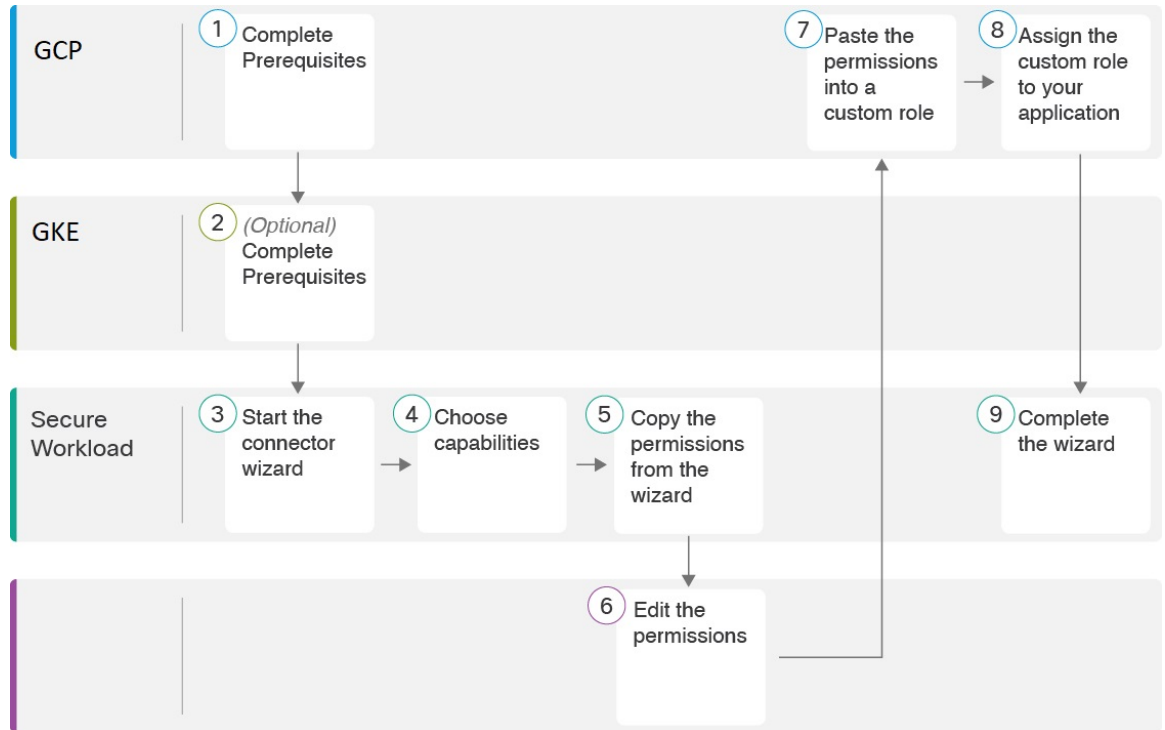 GCP
1
Complete
Prerequisites
7
Paste the
permissions
into a
custom role
8
Assign the
custom role
to your
application
GKE
2
(Optional)
Complete
Prerequisites
Secure
Workload
3
Start the
connector
wizard
4
Choose
capabilities
5
Copy the
permissions
from the
wizard
9
Complete
the wizard
6
Edit the
permissions